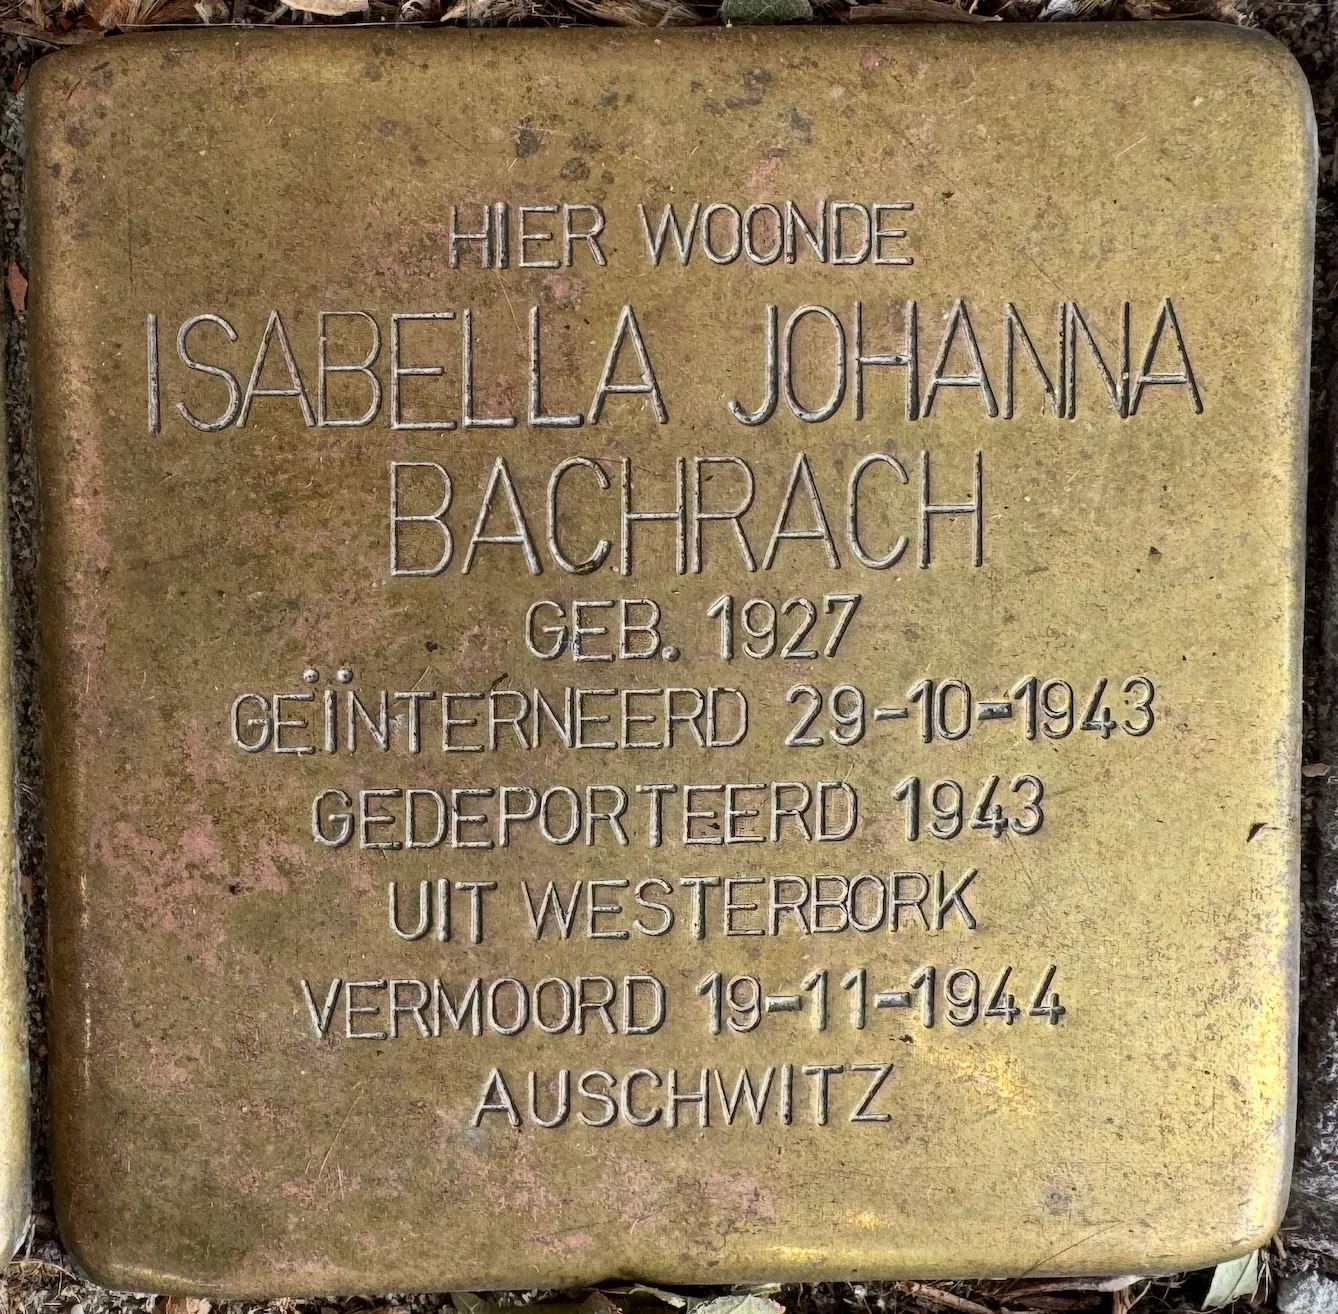 HIER WOONDE
ISABELLA JOHANNA
BACHRACH
GEB. 1927
GEÏNTERNEERD 29-10-1943
GEDEPORTEERD 1943
UIT WESTERBORK
VERMOORD 19-11-1944
AUSCHWITZ